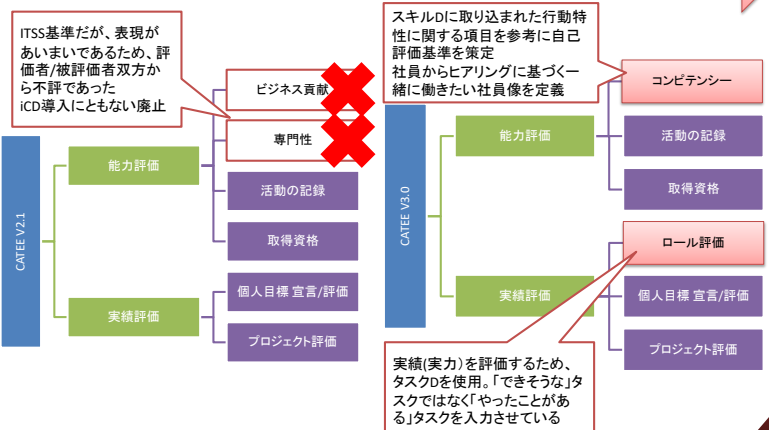 ITSS基準だが、表現が
あいまいであるため、評
価者/被評価者双方か
ら不評であった
iCD導入にともない廃止
ビジネス貢献
専門性
能力評価
活動の記録
取得資格
CATEE V2.1
実績評価
個人目標 宣言/評価
プロジェクト評価
スキルDに取り込まれた行動特
性に関する項目を参考に自己
評価基準を策定
社員からヒアリングに基づく一
緒に働きたい社員像を定義
コンピテンシー
能力評価
活動の記録
取得資格
CATEE V3.0
ロール評価
実績評価
個人目標 宣言/評価
プロジェクト評価
実績(実力)を評価するため、
タスクDを使用。「できそうな」タ
スクではなく「やったことがあ
る」タスクを入力させている